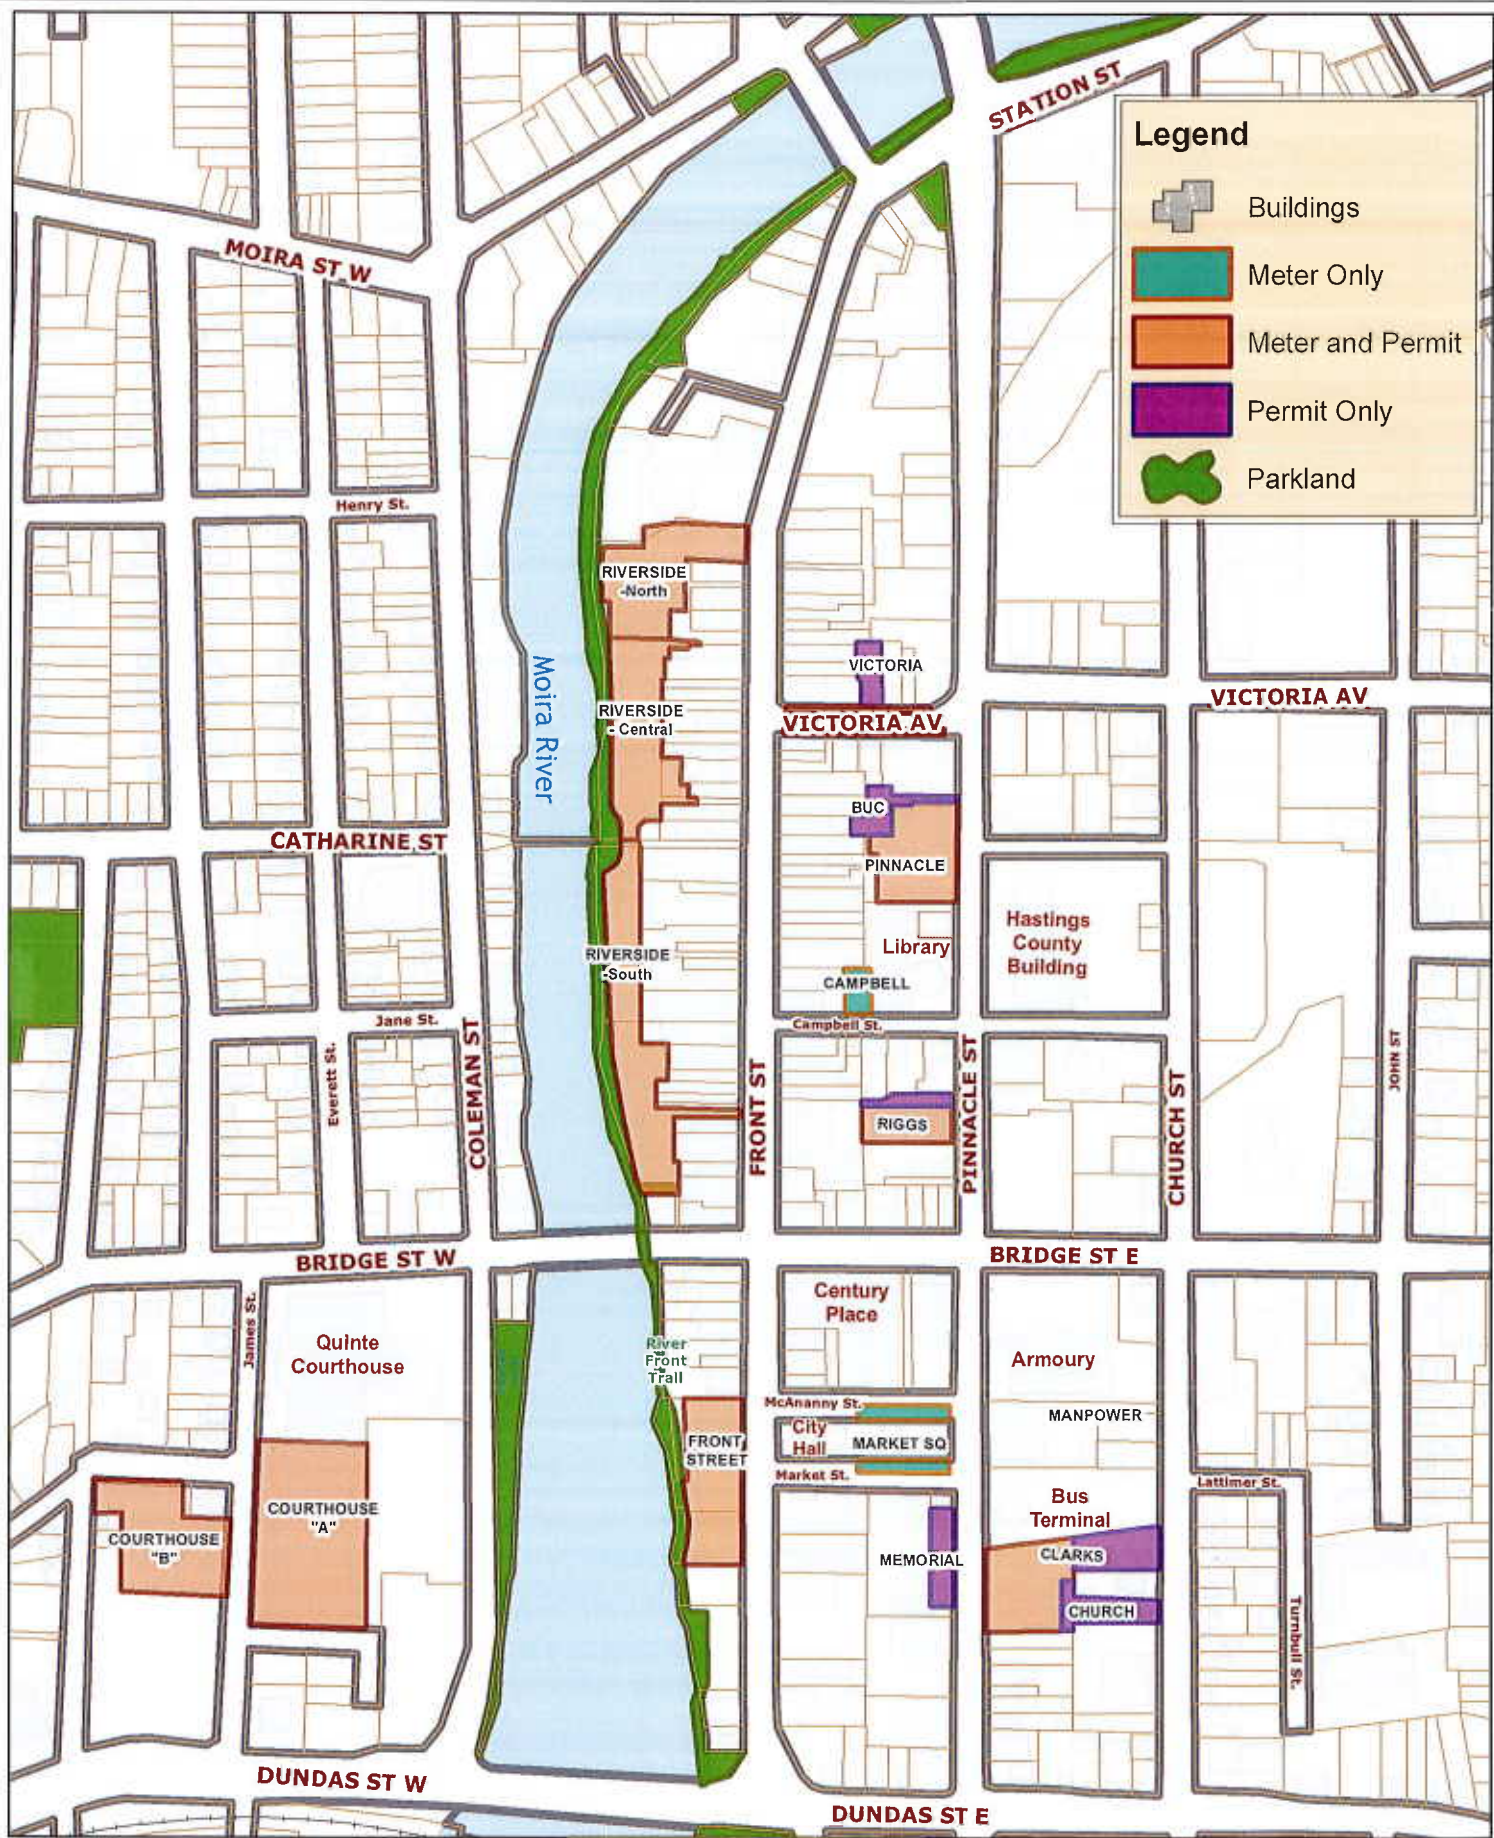 STATION ST
Legend
Buildings
Meter Only
Meter and Permit
Permit Only
Parkland
MOIRA ST W
Henry St.
RIVERSIDE
-North
Moira River
VICTORIA
RIVERSIDE
- Central
VICTORIA AV
VICTORIA AV
BUC
CATHARINE ST
PINNACLE
Hastings
County
Building
Library
RIVERSIDE
-South
CAMPBELL
Jane St.
Campbell St.
Everett St.
COLEMAN ST
FRONT ST
PINNACLE ST
CHURCH ST
JOHN ST
RIGGS
BRIDGE ST W
BRIDGE ST E
James St.
Quinte
Courthouse
Century
Place
River
Front
Trail
Armoury
McAnanny St.
MANPOWER
City
Hall
MARKET SQ
FRONT
STREET
Market St.
Lattimer St.
COURTHOUSE
"A"
Bus
Terminal
COURTHOUSE
"B"
MEMORIAL
CLARKS
CHURCH
Turnbull St.
DUNDAS ST W
DUNDAS ST E